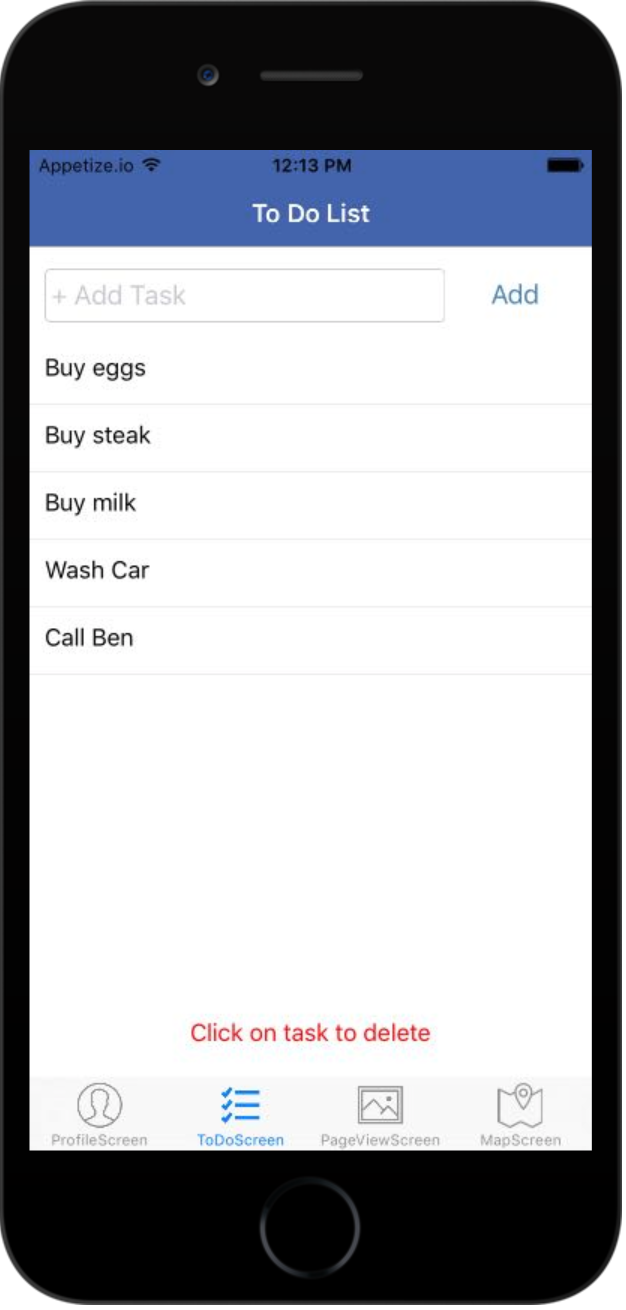 Appetize.io 12:13 PM
To Do List
+ Add Task Add
Buy eggs
Buy steak
Buy milk
Wash Car
Call Ben
Click on task to delete
ProfileScreen ToDoScreen PageViewScreen MapScreen